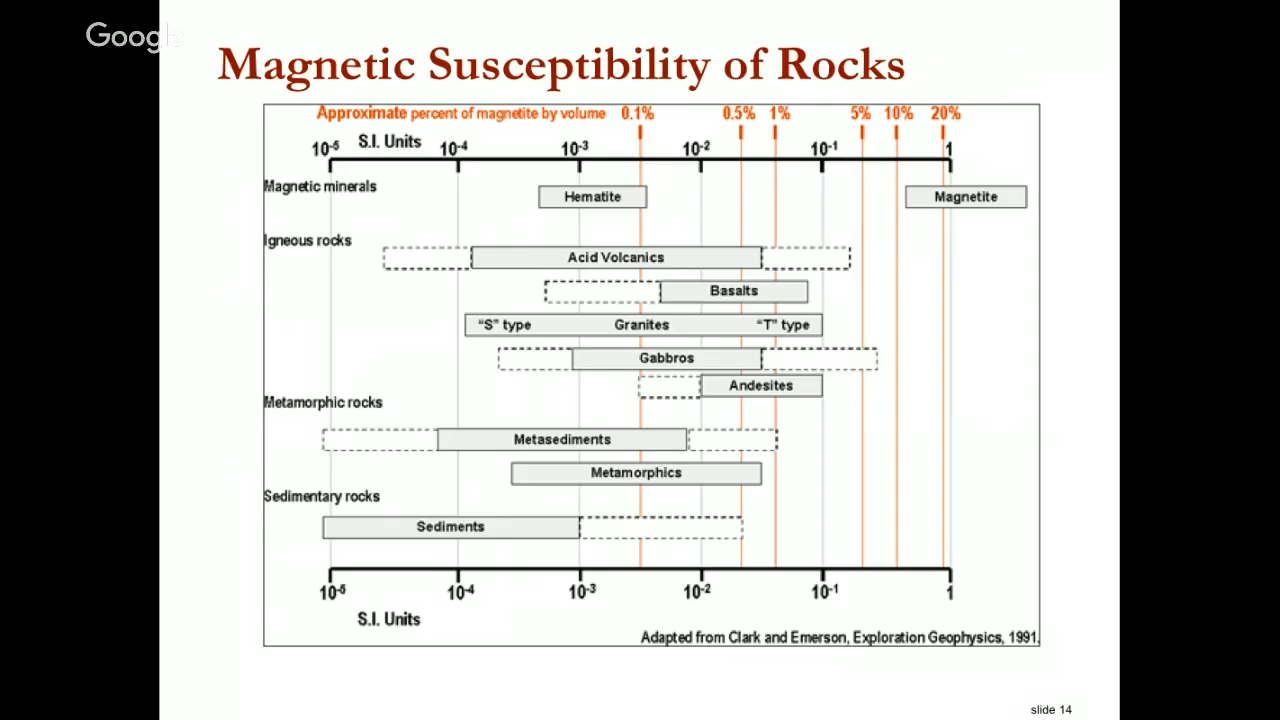 Google
Magnetic Susceptibility of Rocks
Approximate percent of magnetite by volume 0.1% 0.5% 1% 5% 10% 20%
S.I. Units
10⁻⁵ 10⁻⁴ 10⁻³ 10⁻² 10⁻¹ 1
Magnetic minerals
Hematite Magnetite
Igneous rocks
Acid Volcanics
Basalts
"S" type Granites "T" type
Gabbros
Andesites
Metamorphic rocks
Metasediments
Metamorphics
Sedimentary rocks
Sediments
10⁻⁵ 10⁻⁴ 10⁻³ 10⁻² 10⁻¹ 1
S.I. Units
Adapted from Clark and Emerson, Exploration Geophysics, 1991.
slide 14